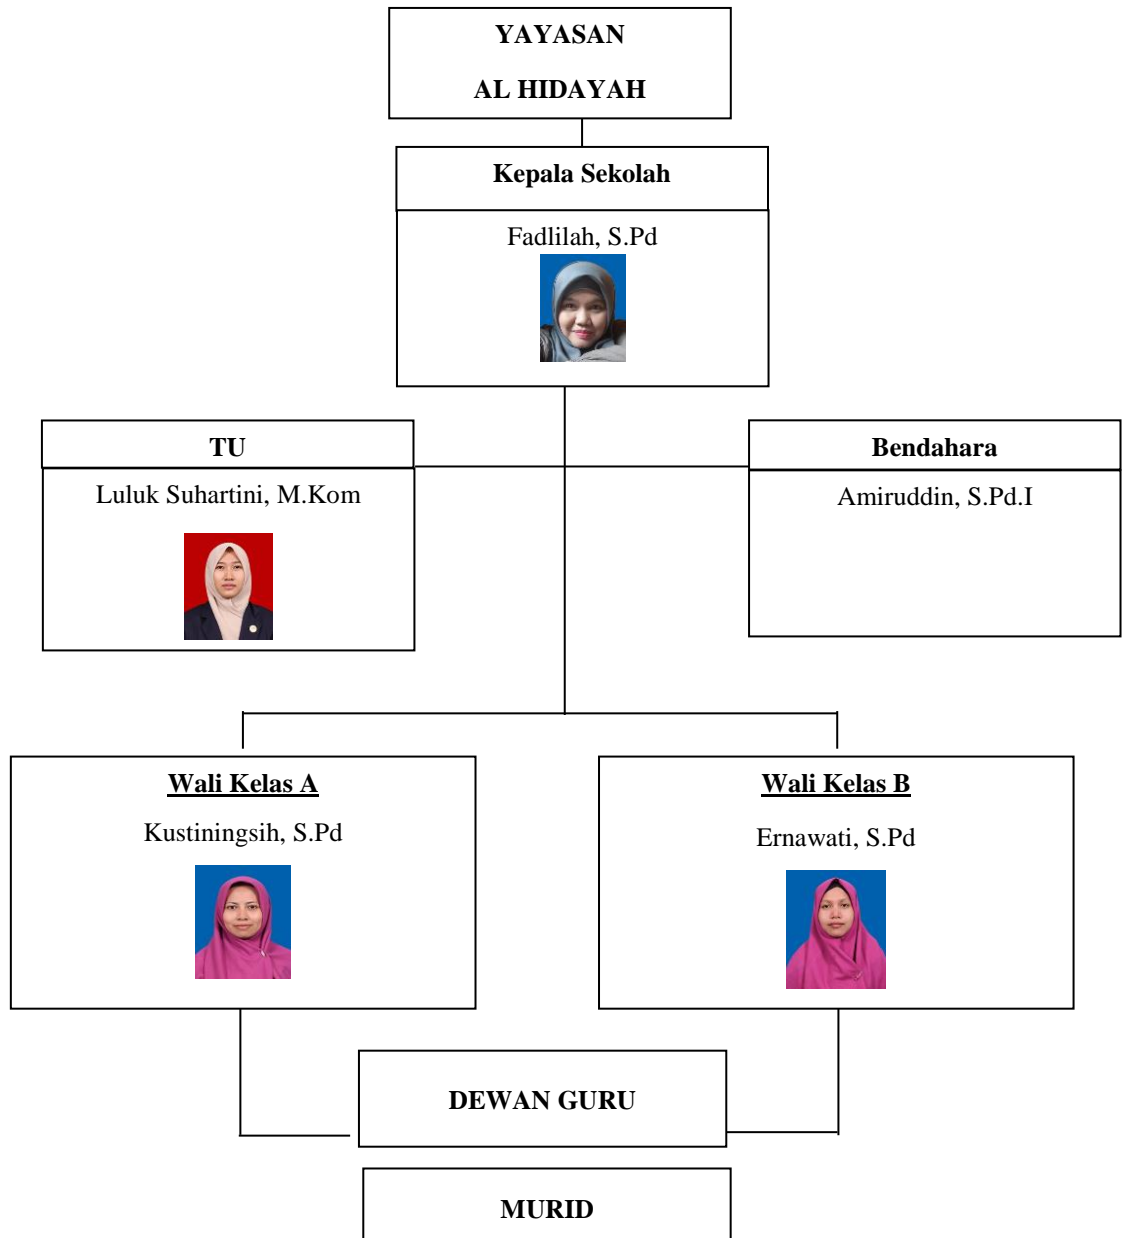 YAYASAN
AL HIDAYAH
Kepala Sekolah
Fadlilah, S.Pd
TU
Luluk Suhartini, M.Kom
Bendahara
Amiruddin, S.Pd.I
Wali Kelas A
Kustiningsih, S.Pd
Wali Kelas B
Ernawati, S.Pd
DEWAN GURU
MURID